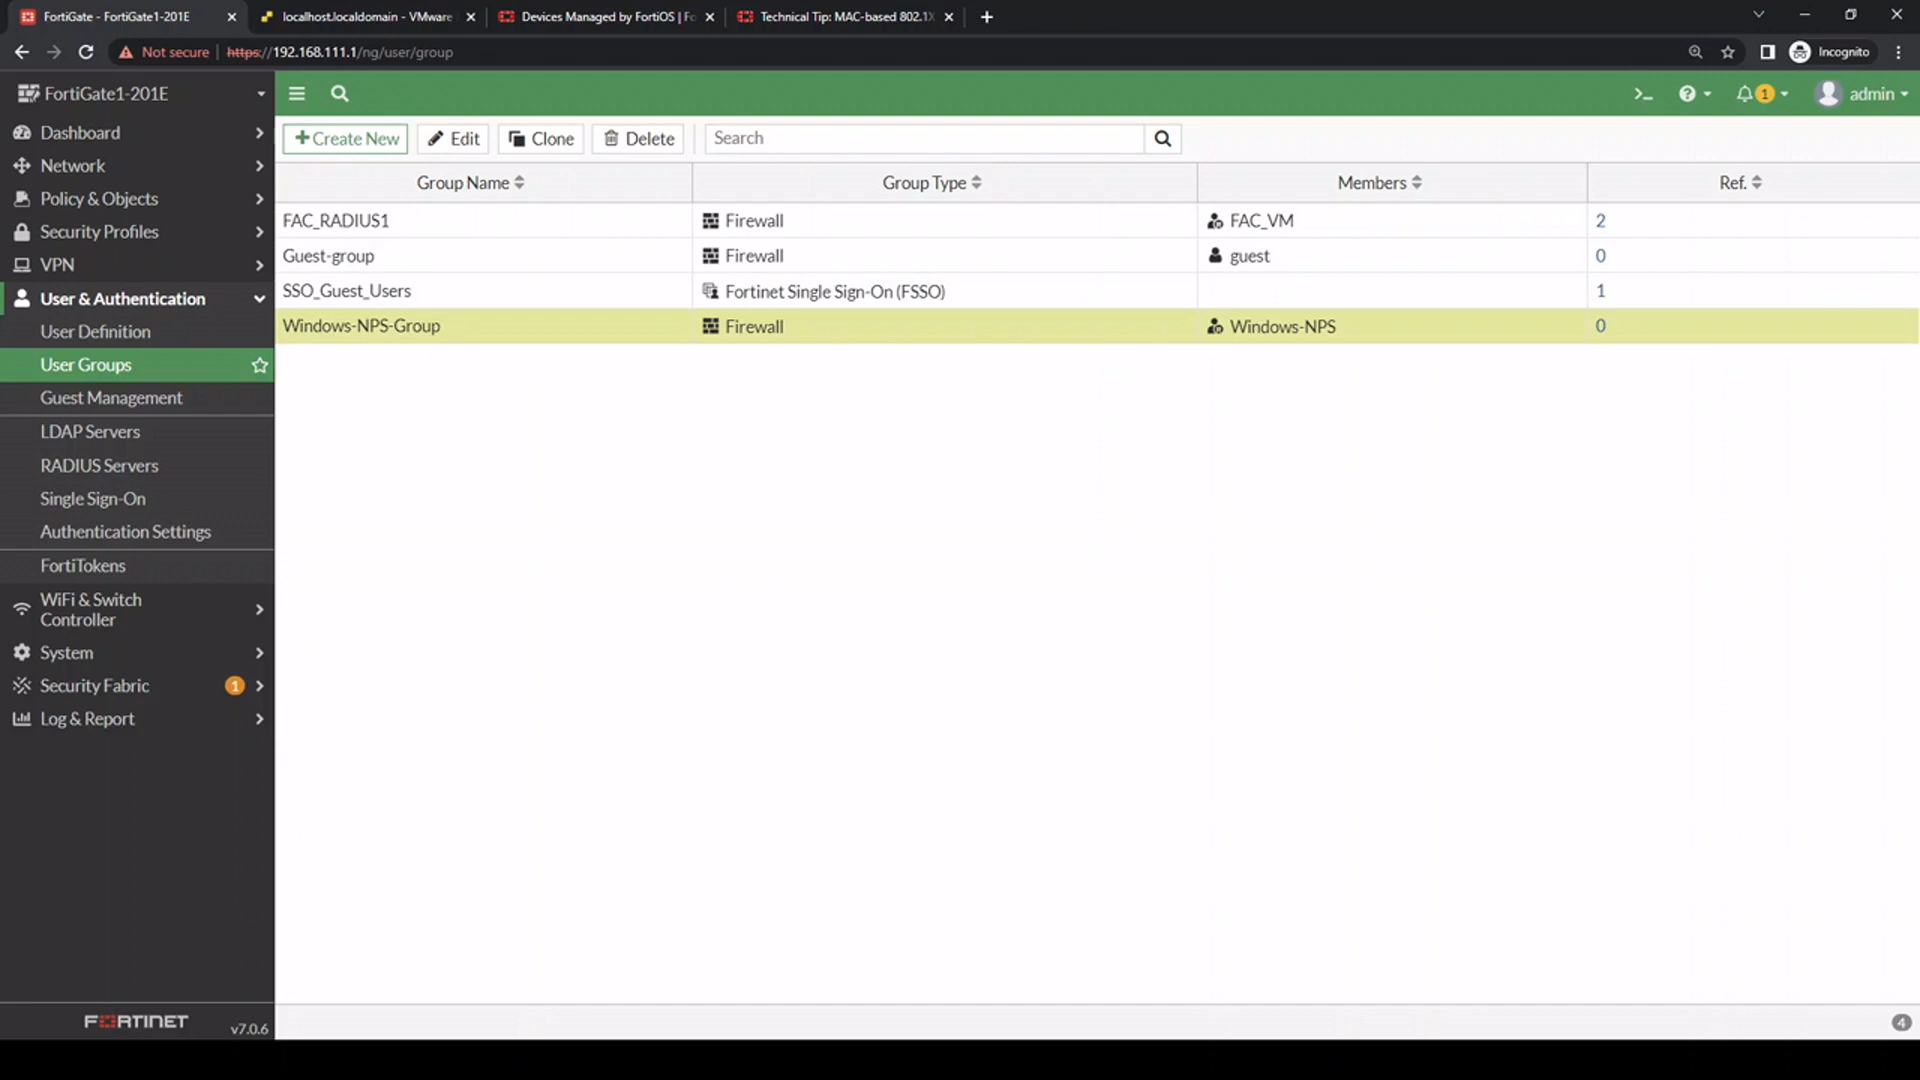 FortiGate - FortiGate1-201E
localhost.localdomain - VMware
Devices Managed by FortiOS | Fo
Technical Tip: MAC-based 802.1X
Not secure
https://192.168.111.1/ng/user/group
Incognito
FortiGate1-201E
1
admin
Dashboard
Network
Policy & Objects
Security Profiles
VPN
User & Authentication
User Definition
User Groups
Guest Management
LDAP Servers
RADIUS Servers
Single Sign-On
Authentication Settings
FortiTokens
WiFi & Switch
Controller
System
Security Fabric 1
Log & Report
FORTINET v7.0.6
Create New Edit Clone Delete Search
Group Name Group Type Members Ref.
FAC_RADIUS1 Firewall FAC_VM 2
Guest-group Firewall guest 0
SSO_Guest_Users Fortinet Single Sign-On (FSSO) 1
Windows-NPS-Group Firewall Windows-NPS 0
4